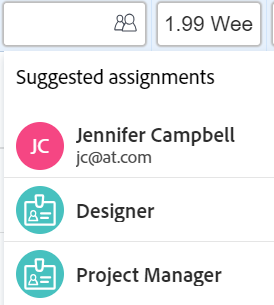 1.99 Wee
Suggested assignments
JC
Jennifer Campbell
jc@at.com
Designer
Project Manager